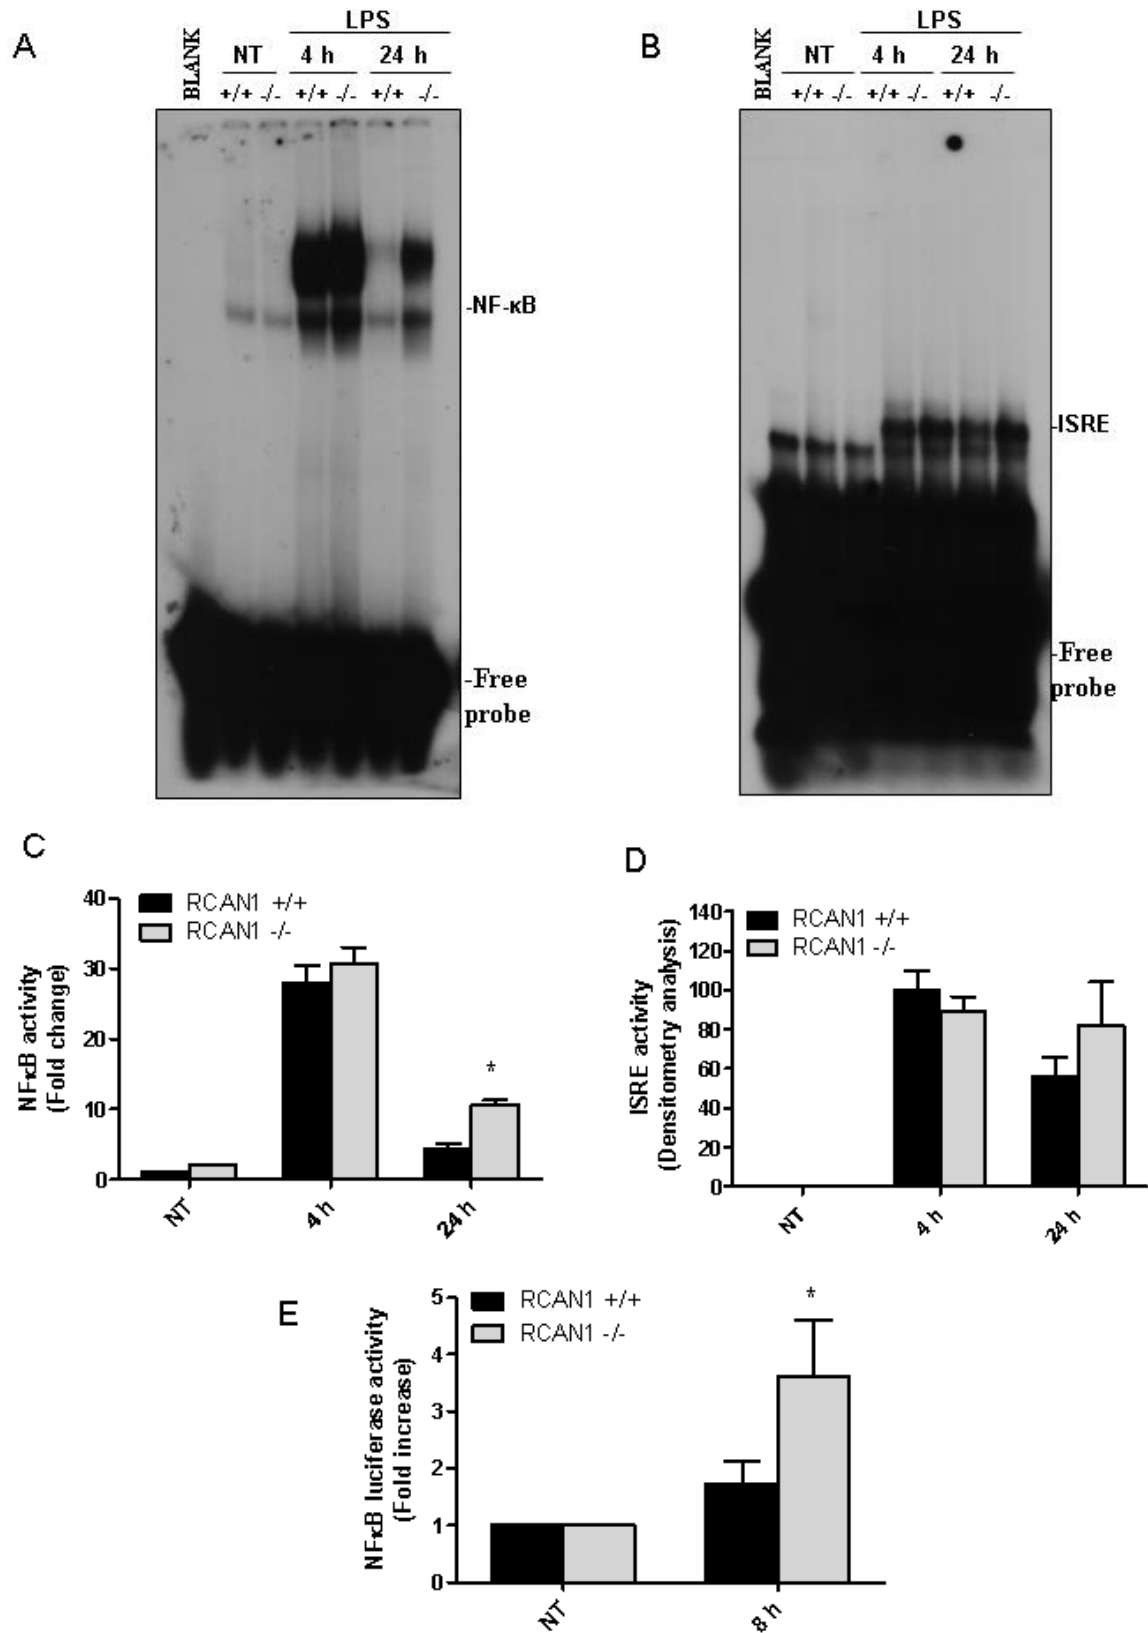 A
BLANK
LPS
NT 4 h 24 h
+/+ -/- +/+ -/- +/+ -/-
-NF-κB
-Free
probe
B
BLANK
LPS
NT 4 h 24 h
+/+ -/- +/+ -/- +/+ -/-
-ISRE
-Free
probe
C
NFκB activity
(Fold change)
40
30
20
10
0
RCAN1 +/+
RCAN1 -/-
*
NT 4 h 24 h
D
ISRE activity
(Densitometry analysis)
140
120
100
80
60
40
20
0
RCAN1 +/+
RCAN1 -/-
NT 4 h 24 h
E
NFκB luciferase activity
(Fold increase)
5
4
3
2
1
0
RCAN1 +/+
RCAN1 -/-
*
NT 8 h